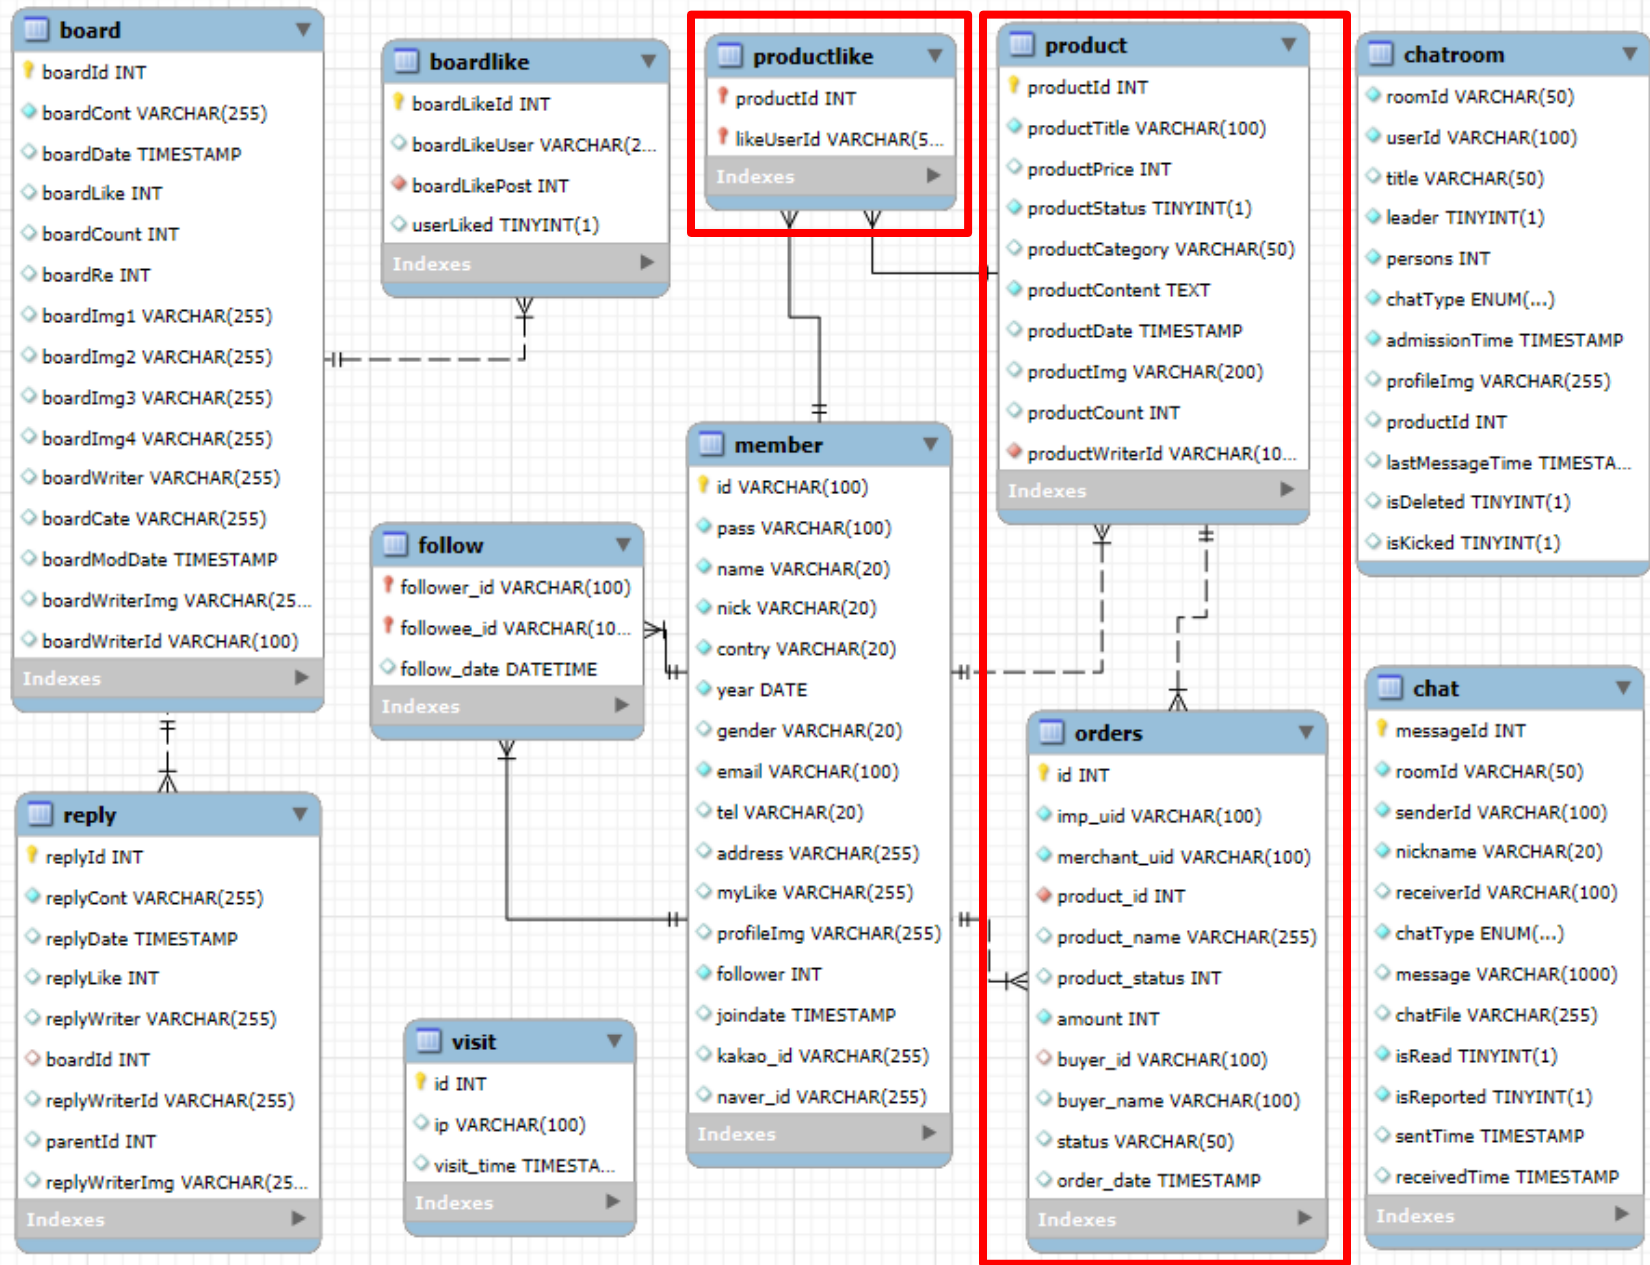 board
boardId INT
boardCont VARCHAR(255)
boardDate TIMESTAMP
boardLike INT
boardCount INT
boardRe INT
boardImg1 VARCHAR(255)
boardImg2 VARCHAR(255)
boardImg3 VARCHAR(255)
boardImg4 VARCHAR(255)
boardWriter VARCHAR(255)
boardCate VARCHAR(255)
boardModDate TIMESTAMP
boardWriterImg VARCHAR(25...
boardWriterId VARCHAR(100)
Indexes
boardlike
boardLikeId INT
boardLikeUser VARCHAR(2...
boardLikePost INT
userLiked TINYINT(1)
Indexes
productlike
productId INT
likeUserId VARCHAR(5...
Indexes
product
productId INT
productTitle VARCHAR(100)
productPrice INT
productStatus TINYINT(1)
productCategory VARCHAR(50)
productContent TEXT
productDate TIMESTAMP
productImg VARCHAR(200)
productCount INT
productWriterId VARCHAR(10...
Indexes
chatroom
roomId VARCHAR(50)
userId VARCHAR(100)
title VARCHAR(50)
leader TINYINT(1)
persons INT
chatType ENUM(...)
admissionTime TIMESTAMP
profileImg VARCHAR(255)
productId INT
lastMessageTime TIMESTA...
isDeleted TINYINT(1)
isKicked TINYINT(1)
follow
follower_id VARCHAR(100)
followee_id VARCHAR(10...
follow_date DATETIME
Indexes
member
id VARCHAR(100)
pass VARCHAR(100)
name VARCHAR(20)
nick VARCHAR(20)
contry VARCHAR(20)
year DATE
gender VARCHAR(20)
email VARCHAR(100)
tel VARCHAR(20)
address VARCHAR(255)
myLike VARCHAR(255)
profileImg VARCHAR(255)
follower INT
joindate TIMESTAMP
kakao_id VARCHAR(255)
naver_id VARCHAR(255)
Indexes
reply
replyId INT
replyCont VARCHAR(255)
replyDate TIMESTAMP
replyLike INT
replyWriter VARCHAR(255)
boardId INT
replyWriterId VARCHAR(255)
parentId INT
replyWriterImg VARCHAR(25...
Indexes
visit
id INT
ip VARCHAR(100)
visit_time TIMESTA...
Indexes
orders
id INT
imp_uid VARCHAR(100)
merchant_uid VARCHAR(100)
product_id INT
product_name VARCHAR(255)
product_status INT
amount INT
buyer_id VARCHAR(100)
buyer_name VARCHAR(100)
status VARCHAR(50)
order_date TIMESTAMP
Indexes
chat
messageId INT
roomId VARCHAR(50)
senderId VARCHAR(100)
nickname VARCHAR(20)
receiverId VARCHAR(100)
chatType ENUM(...)
message VARCHAR(1000)
chatFile VARCHAR(255)
isRead TINYINT(1)
isReported TINYINT(1)
sentTime TIMESTAMP
receivedTime TIMESTAMP
Indexes